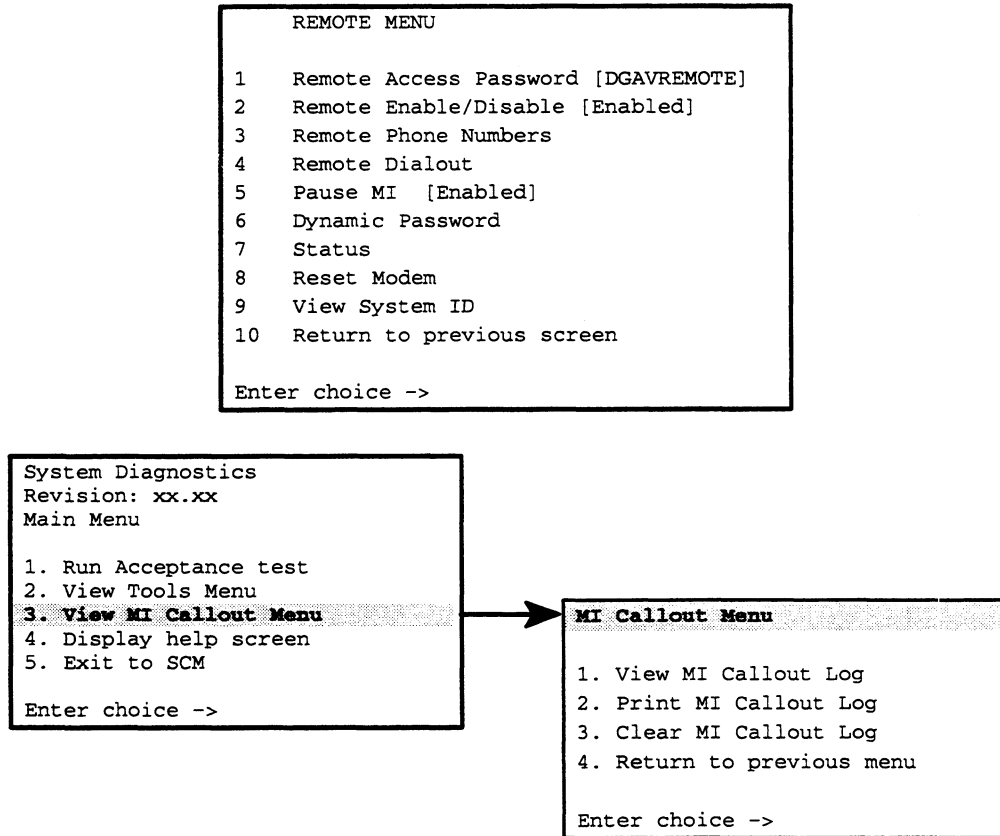 REMOTE MENU
1 Remote Access Password [DGAVREMOTE]
2 Remote Enable/Disable [Enabled]
3 Remote Phone Numbers
4 Remote Dialout
5 Pause MI [Enabled]
6 Dynamic Password
7 Status
8 Reset Modem
9 View System ID
10 Return to previous screen
Enter choice ->
System Diagnostics
Revision: xx.xx
Main Menu
1. Run Acceptance test
2. View Tools Menu
3. View MI Callout Menu
4. Display help screen
5. Exit to SCM
Enter choice ->
MI Callout Menu
1. View MI Callout Log
2. Print MI Callout Log
3. Clear MI Callout Log
4. Return to previous menu
Enter choice ->